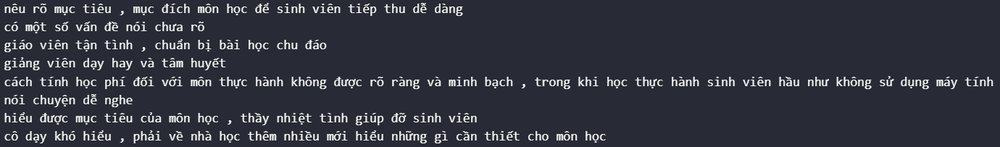 nêu rõ mục tiêu , mục đích môn học để sinh viên tiếp thu dễ dàng
có một số vấn đề nói chưa rõ
giáo viên tận tình , chuẩn bị bài học chu đáo
giảng viên dạy hay và tâm huyết
cách tính học phí đối với môn thực hành không được rõ ràng và minh bạch , trong khi học thực hành sinh viên hầu như không sử dụng máy tính
nói chuyện dễ nghe
hiểu được mục tiêu của môn học , thầy nhiệt tình giúp đỡ sinh viên
cô dạy khó hiểu , phải về nhà học thêm nhiều mới hiểu những gì cần thiết cho môn học